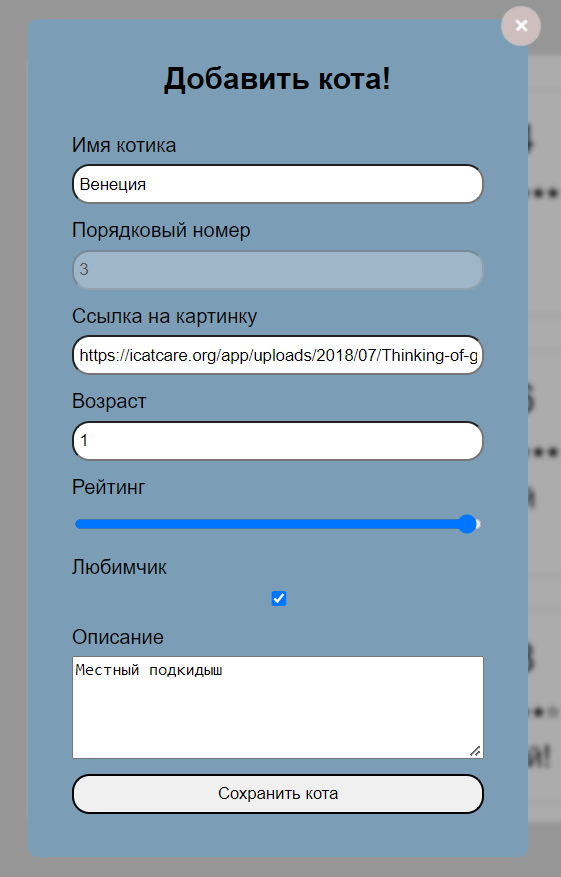 ×
Добавить кота!
Имя котика
Венеция
Порядковый номер
3
Ссылка на картинку
https://icatcare.org/app/uploads/2018/07/Thinking-of-g
Возраст
1
Рейтинг
Любимчик
Описание
Местный подкидыш
Сохранить кота